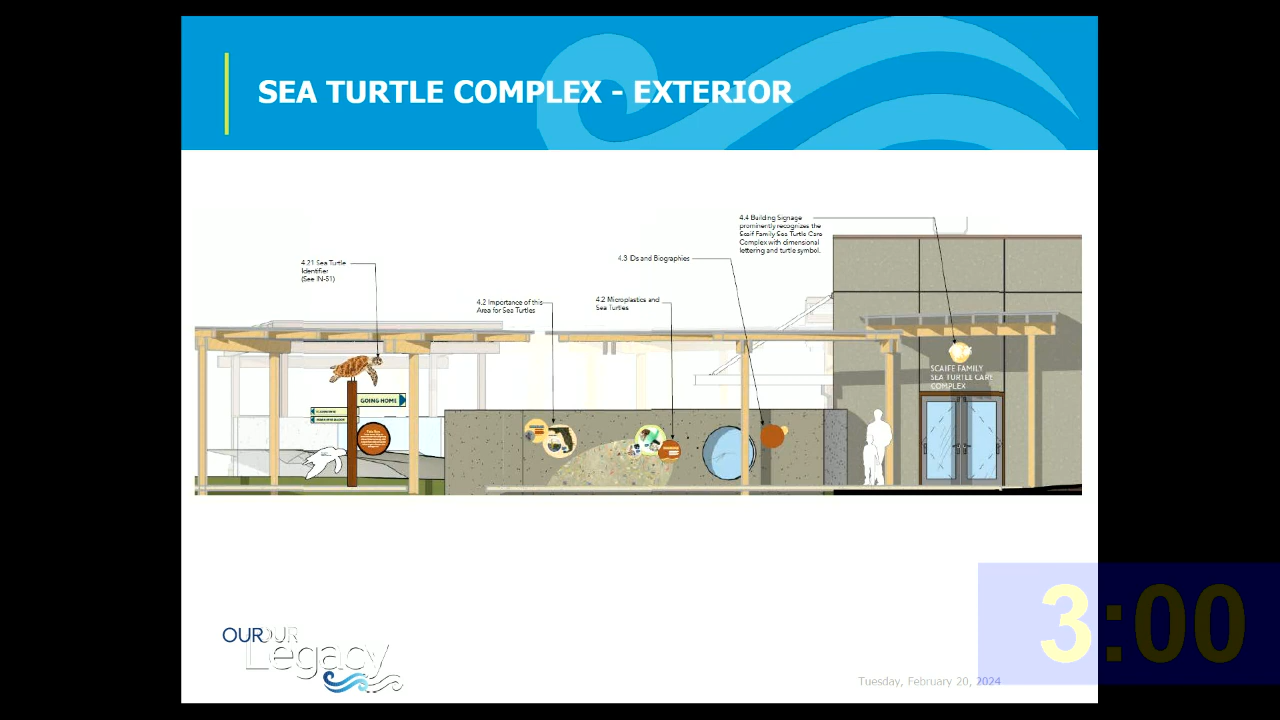 SEA TURTLE COMPLEX - EXTERIOR
4.4 Building Signage
prominently recognizes the
Scaif Family Sea Turtle Care
Complex with dimensional
lettering and turtle symbol.
4.21 Sea Turtle
Identifier
(See IN-51)
4.3 IDs and Biographies
4.2 Importance of this
Area for Sea Turtles
4.2 Microplastics and
Sea Turtles
GOING HOME
SCAIFE FAMILY
SEA TURTLE CARE
COMPLEX
3:00
OUR
Legacy
Tuesday, February 20, 2024